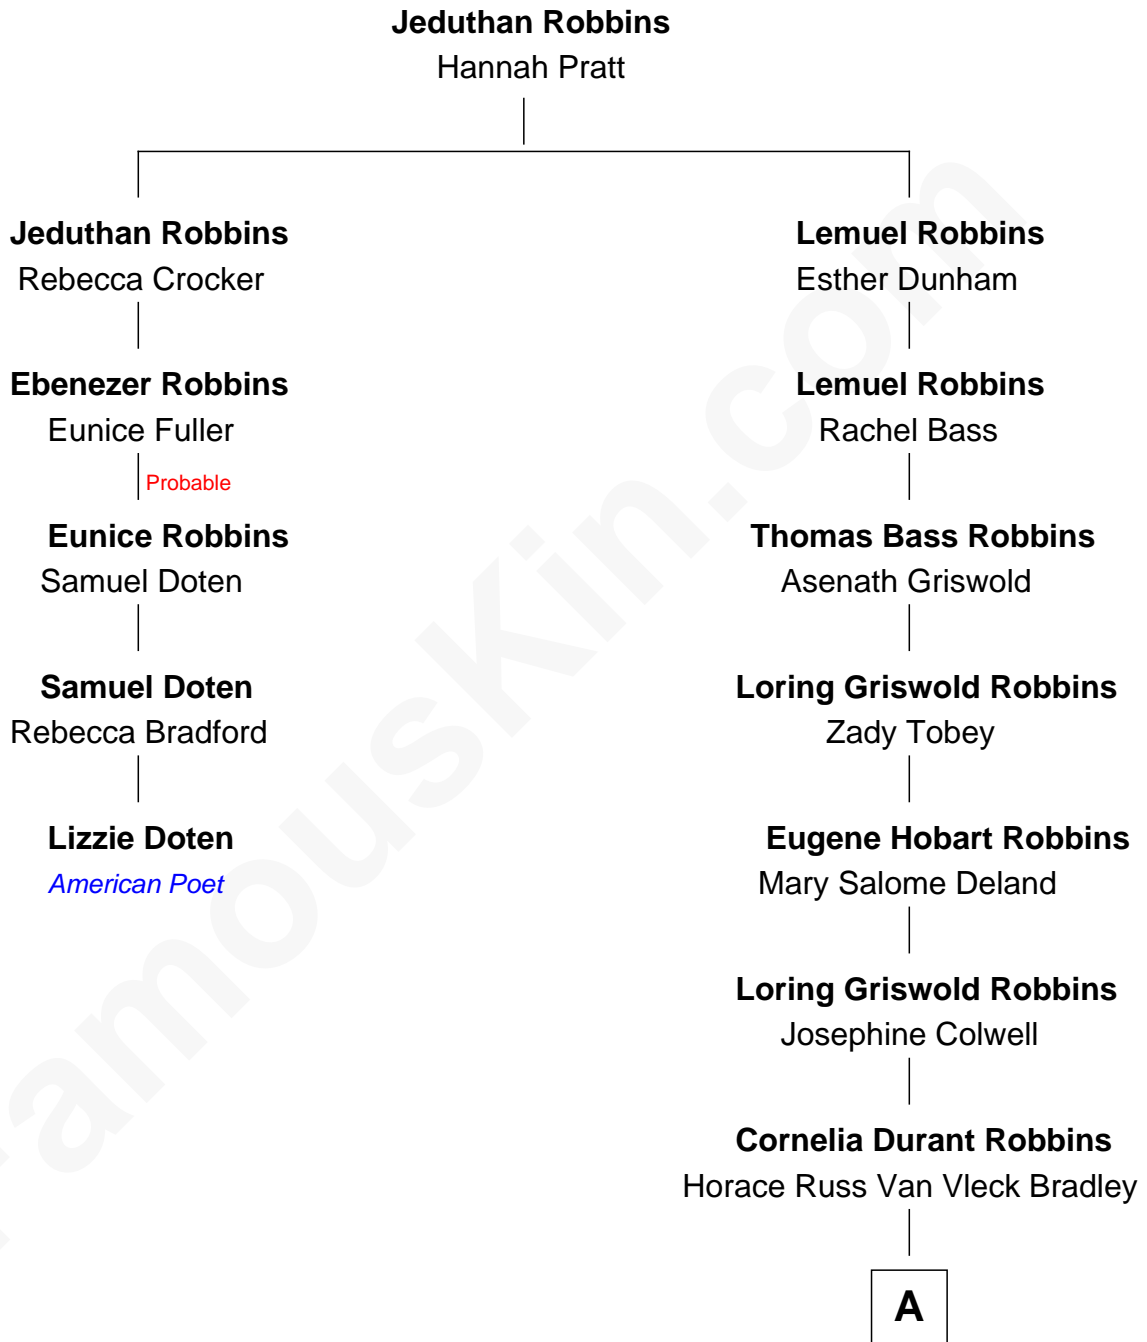 Jeduthan Robbins
Hannah Pratt
Jeduthan Robbins
Rebecca Crocker
Ebenezer Robbins
Eunice Fuller
Probable
Eunice Robbins
Samuel Doten
Samuel Doten
Rebecca Bradford
Lizzie Doten
American Poet
Lemuel Robbins
Esther Dunham
Lemuel Robbins
Rachel Bass
Thomas Bass Robbins
Asenath Griswold
Loring Griswold Robbins
Zady Tobey
Eugene Hobart Robbins
Mary Salome Deland
Loring Griswold Robbins
Josephine Colwell
Cornelia Durant Robbins
Horace Russ Van Vleck Bradley
A
FamousKin.com